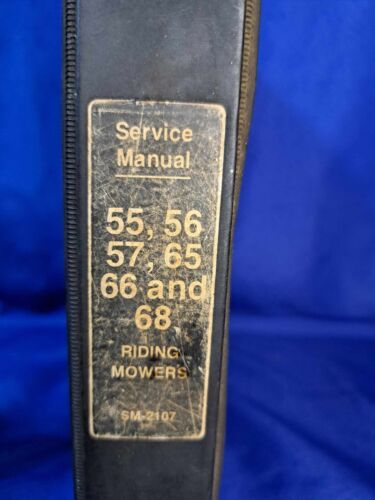 Service
Manual
55, 56
57, 65
66 and
68
RIDING
MOWERS
SM-2107